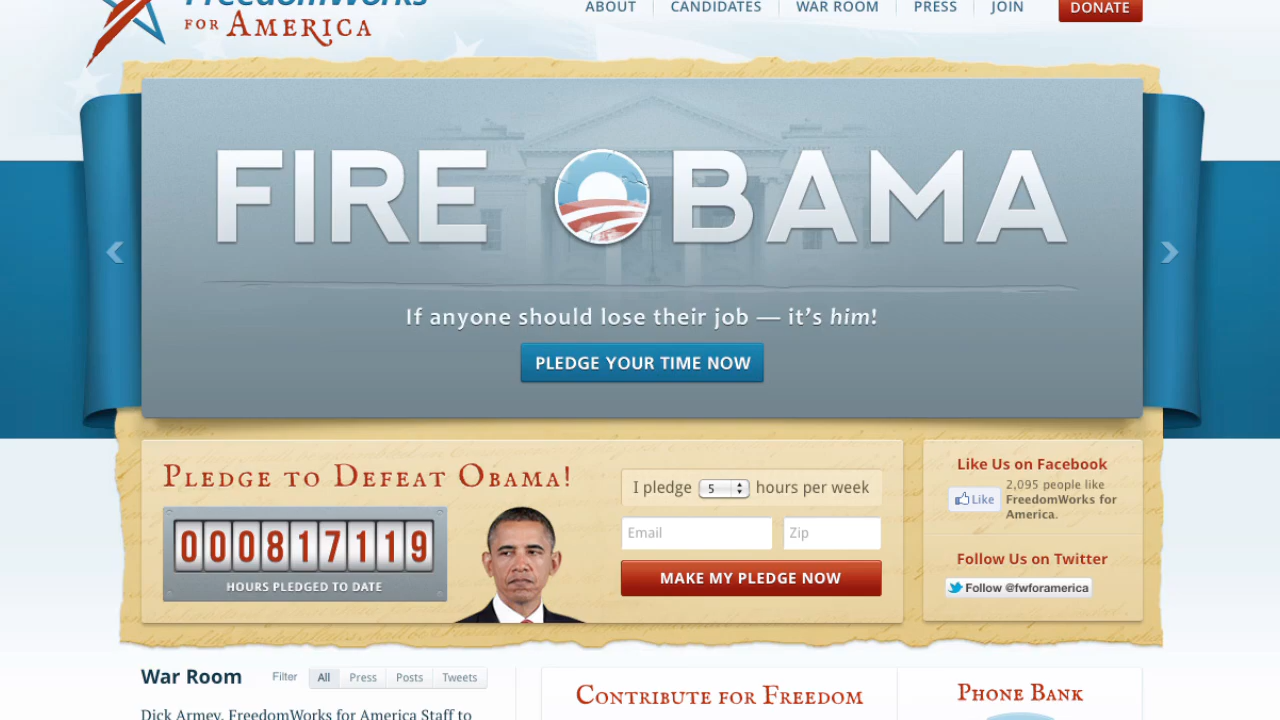 FreedomWorks
FOR AMERICA
ABOUT CANDIDATES WAR ROOM PRESS JOIN DONATE
FIRE OBAMA
If anyone should lose their job — it's him!
PLEDGE YOUR TIME NOW
PLEDGE TO DEFEAT OBAMA!
000817119
HOURS PLEDGED TO DATE
I pledge 5 hours per week
Email Zip
MAKE MY PLEDGE NOW
Like Us on Facebook
Like
2,095 people like
FreedomWorks for
America.
Follow Us on Twitter
Follow @fwforamerica
War Room Filter All Press Posts Tweets
Dick Armey, FreedomWorks for America Staff to
CONTRIBUTE FOR FREEDOM
PHONE BANK